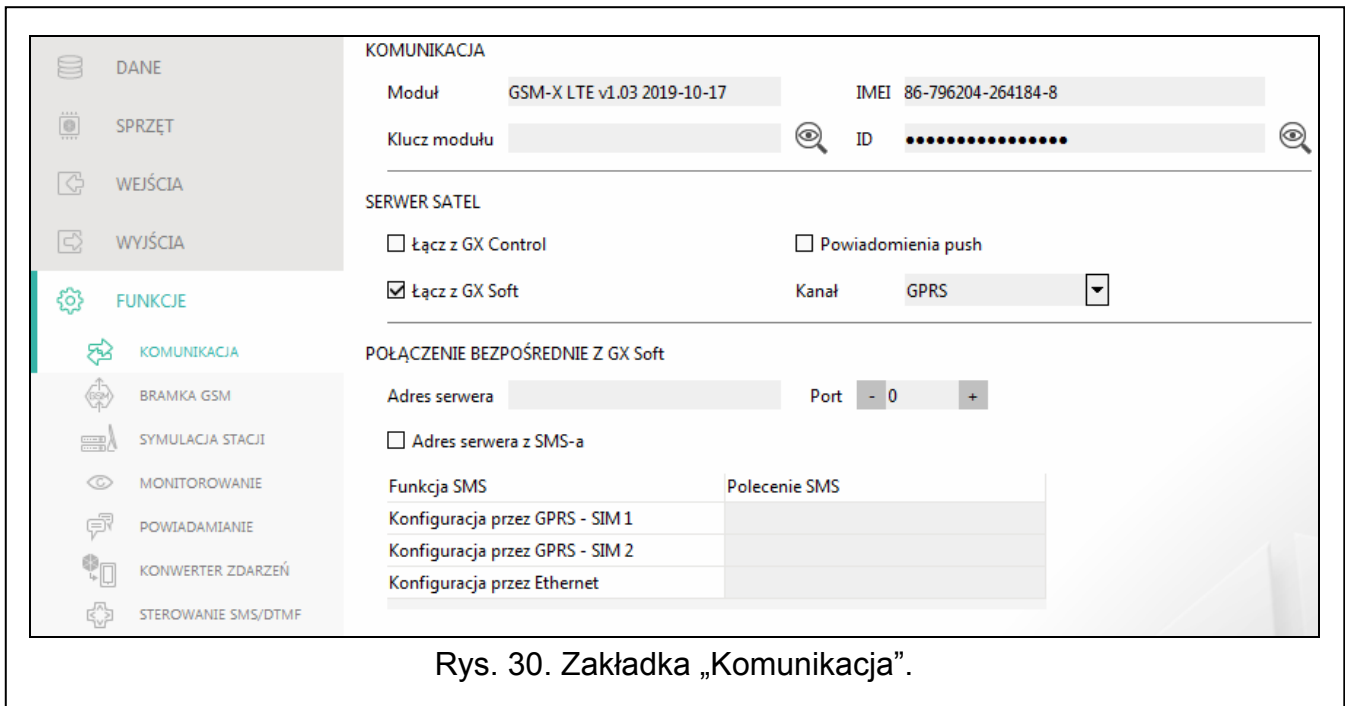 DANE
SPRZĘT
WEJŚCIA
WYJŚCIA
FUNKCJE
KOMUNIKACJA
BRAMKA GSM
SYMULACJA STACJI
MONITOROWANIE
POWIADAMIANIE
KONWERTER ZDARZEŃ
STEROWANIE SMS/DTMF
KOMUNIKACJA
Moduł GSM-X LTE v1.03 2019-10-17 IMEI 86-796204-264184-8
Klucz modułu ID ●●●●●●●●●●●●●●●●
SERWER SATEL
Łącz z GX Control Powiadomienia push
Łącz z GX Soft Kanał GPRS
POŁĄCZENIE BEZPOŚREDNIE Z GX Soft
Adres serwera Port - 0 +
Adres serwera z SMS-a
Funkcja SMS Polecenie SMS
Konfiguracja przez GPRS - SIM 1
Konfiguracja przez GPRS - SIM 2
Konfiguracja przez Ethernet
Rys. 30. Zakładka „Komunikacja”.